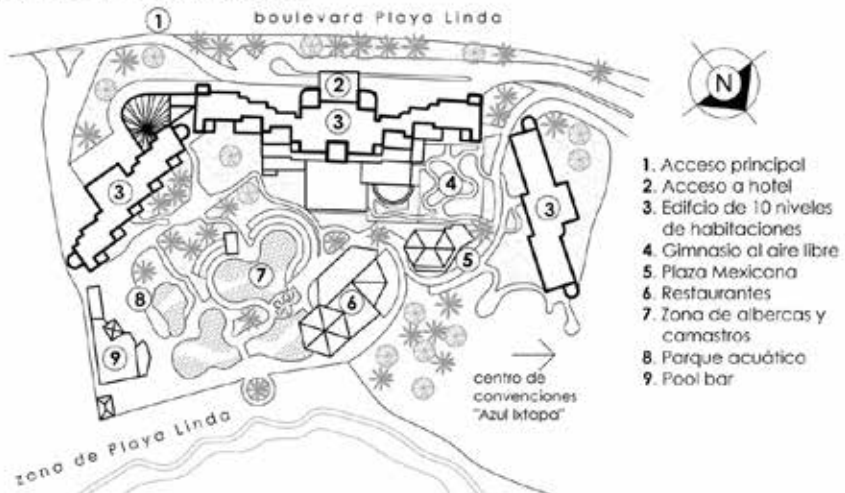 boulevard Playa Linda
1
2
3
3
4
3
5
6
7
8
9
N
1. Acceso principal
2. Acceso a hotel
3. Edifcio de 10 niveles
de habitaciones
4. Gimnasio al aire libre
5. Plaza Mexicana
6. Restaurantes
7. Zona de albercas y
camastros
8. Parque acuático
9. Pool bar
centro de
convenciones
"Azul Ixtapa"
zona de Playa Linda